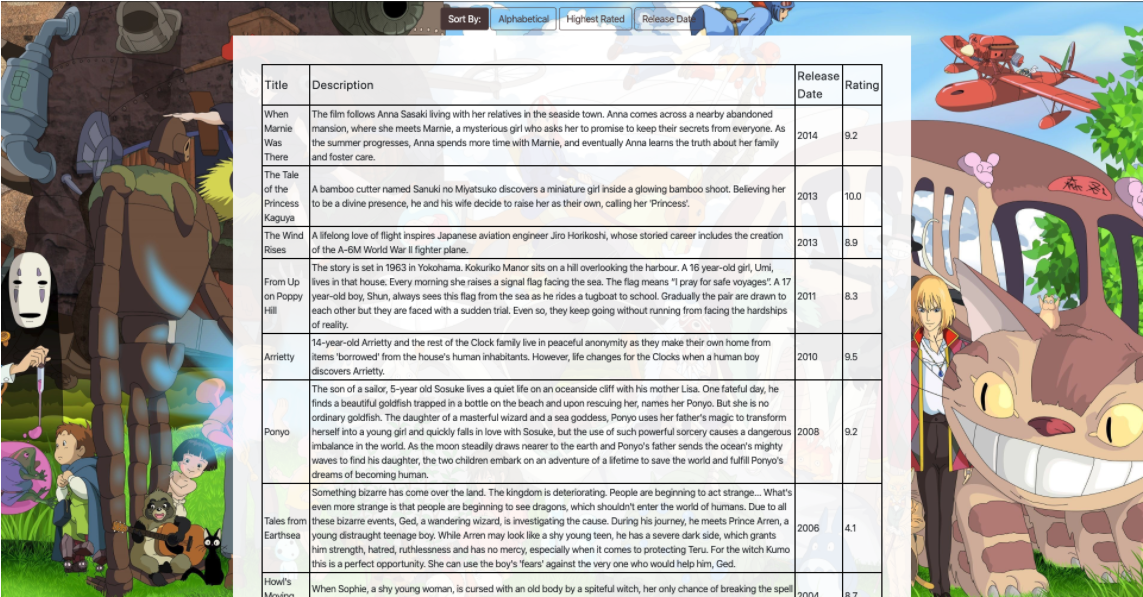 Sort By: Alphabetical Highest Rated Release Date
Title Description Release Date Rating
When Marnie Was There
The film follows Anna Sasaki living with her relatives in the seaside town. Anna comes across a nearby abandoned
mansion, where she meets Marnie, a mysterious girl who asks her to promise to keep their secrets from everyone. As
the summer progresses, Anna spends more time with Marnie, and eventually Anna learns the truth about her family
and foster care.
2014 9.2
The Tale of the Princess Kaguya
A bamboo cutter named Sanuki no Miyatsuko discovers a miniature girl inside a glowing bamboo shoot. Believing her
to be a divine presence, he and his wife decide to raise her as their own, calling her 'Princess'.
2013 10.0
The Wind Rises
A lifelong love of flight inspires Japanese aviation engineer Jiro Horikoshi, whose storied career includes the creation
of the A-6M World War II fighter plane.
2013 8.9
From Up on Poppy Hill
The story is set in 1963 in Yokohama. Kokuriko Manor sits on a hill overlooking the harbour. A 16 year-old girl, Umi,
lives in that house. Every morning she raises a signal flag facing the sea. The flag means "I pray for safe voyages". A 17
year-old boy, Shun, always sees this flag from the sea as he rides a tugboat to school. Gradually the pair are drawn to
each other but they are faced with a sudden trial. Even so, they keep going without running from facing the hardships
of reality.
2011 8.3
Arrietty
14-year-old Arrietty and the rest of the Clock family live in peaceful anonymity as they make their own home from
items 'borrowed' from the house's human inhabitants. However, life changes for the Clocks when a human boy
discovers Arrietty.
2010 9.5
Ponyo
The son of a sailor, 5-year old Sosuke lives a quiet life on an oceanside cliff with his mother Lisa. One fateful day, he
finds a beautiful goldfish trapped in a bottle on the beach and upon rescuing her, names her Ponyo. But she is no
ordinary goldfish. The daughter of a masterful wizard and a sea goddess, Ponyo uses her father's magic to transform
herself into a young girl and quickly falls in love with Sosuke, but the use of such powerful sorcery causes a dangerous
imbalance in the world. As the moon steadily draws nearer to the earth and Ponyo's father sends the ocean's mighty
waves to find his daughter, the two children embark on an adventure of a lifetime to save the world and fulfill Ponyo's
dreams of becoming human.
2008 9.2
Tales from Earthsea
Something bizarre has come over the land. The kingdom is deteriorating. People are beginning to act strange... What's
even more strange is that people are beginning to see dragons, which shouldn't enter the world of humans. Due to all
these bizarre events, Ged, a wandering wizard, is investigating the cause. During his journey, he meets Prince Arren, a
young distraught teenage boy. While Arren may look like a shy young teen, he has a severe dark side, which grants
him strength, hatred, ruthlessness and has no mercy, especially when it comes to protecting Teru. For the witch Kumo
this is a perfect opportunity. She can use the boy's 'fears' against the very one who would help him, Ged.
2006 4.1
Howl's Moving
When Sophie, a shy young woman, is cursed with an old body by a spiteful witch, her only chance of breaking the spell
2004 8.7